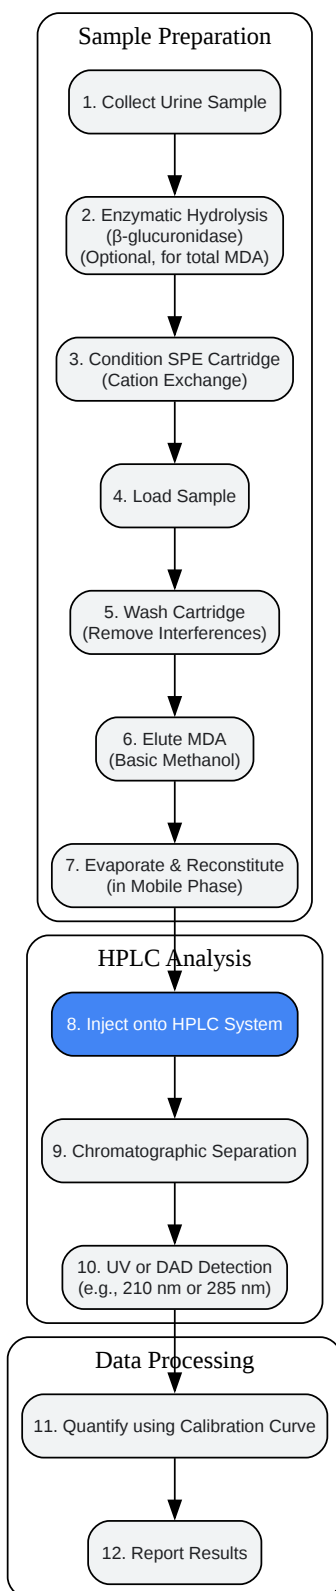 Sample Preparation
1. Collect Urine Sample
2. Enzymatic Hydrolysis
(β-glucuronidase)
(Optional, for total MDA)
3. Condition SPE Cartridge
(Cation Exchange)
4. Load Sample
5. Wash Cartridge
(Remove Interferences)
6. Elute MDA
(Basic Methanol)
7. Evaporate & Reconstitute
(in Mobile Phase)
HPLC Analysis
8. Inject onto HPLC System
9. Chromatographic Separation
10. UV or DAD Detection
(e.g., 210 nm or 285 nm)
Data Processing
11. Quantify using Calibration Curve
12. Report Results